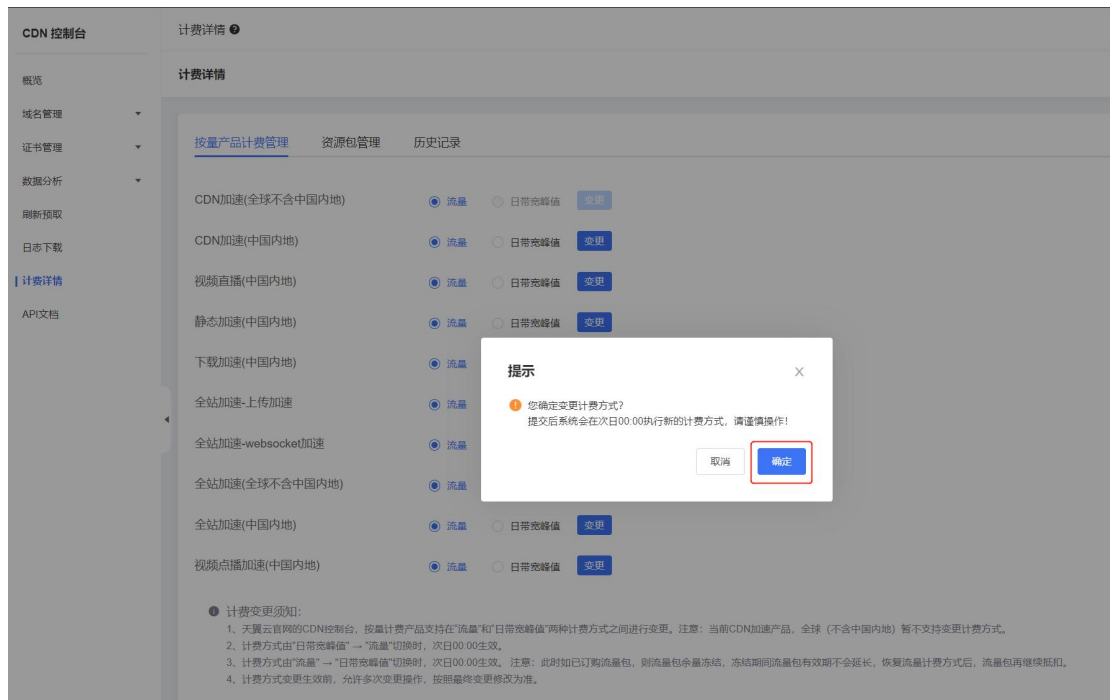 CDN 控制台
概览
域名管理
证书管理
数据分析
刷新预取
日志下载
计费详情
API文档
计费详情
计费详情
按量产品计费管理 资源包管理 历史记录
CDN加速(全球不含中国内地) 流量 日带宽峰值 变更
CDN加速(中国内地) 流量 日带宽峰值 变更
视频直播(中国内地) 流量 日带宽峰值 变更
静态加速(中国内地) 流量 日带宽峰值 变更
下载加速(中国内地) 流量
全站加速-上传加速 流量
全站加速-websocket加速 流量
全站加速(全球不含中国内地) 流量
全站加速(中国内地) 流量 日带宽峰值 变更
视频点播加速(中国内地) 流量 日带宽峰值 变更
提示
您确定变更计费方式?
提交后系统会在次日00:00执行新的计费方式，请谨慎操作!
取消 确定
计费变更须知:
1、天翼云官网的CDN控制台，按量计费产品支持在“流量”和“日带宽峰值”两种计费方式之间进行变更。注意：当前CDN加速产品，全球（不含中国内地）暂不支持变更计费方式。
2、计费方式由“日带宽峰值” → “流量”切换时，次日00:00生效。
3、计费方式由“流量” → “日带宽峰值”切换时，次日00:00生效。 注意：此时如已订购流量包，则流量包余量冻结，冻结期间流量包有效期不会延长，恢复流量计费方式后，流量包再继续抵扣。
4、计费方式变更生效前，允许多次变更操作，按照最终变更修改为准。